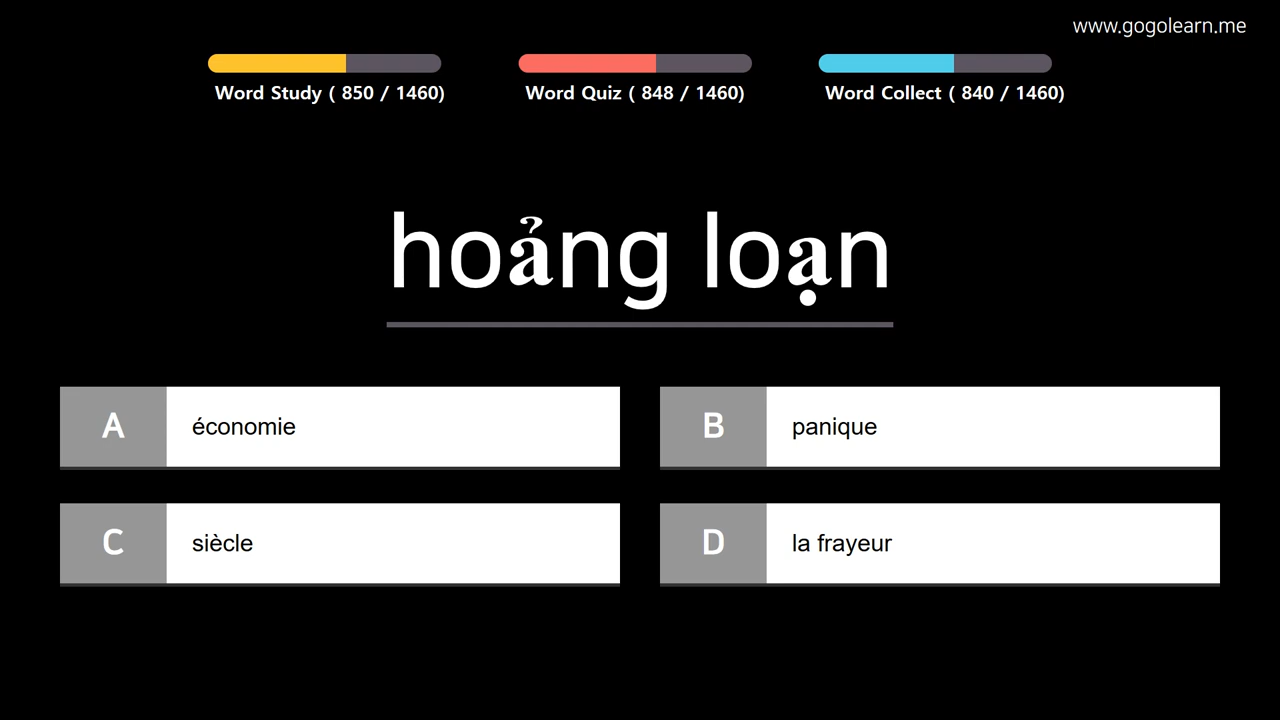 www.gogolearn.me
Word Study ( 850 / 1460)
Word Quiz ( 848 / 1460)
Word Collect ( 840 / 1460)
hoảng loạn
A
économie
B
panique
C
siècle
D
la frayeur